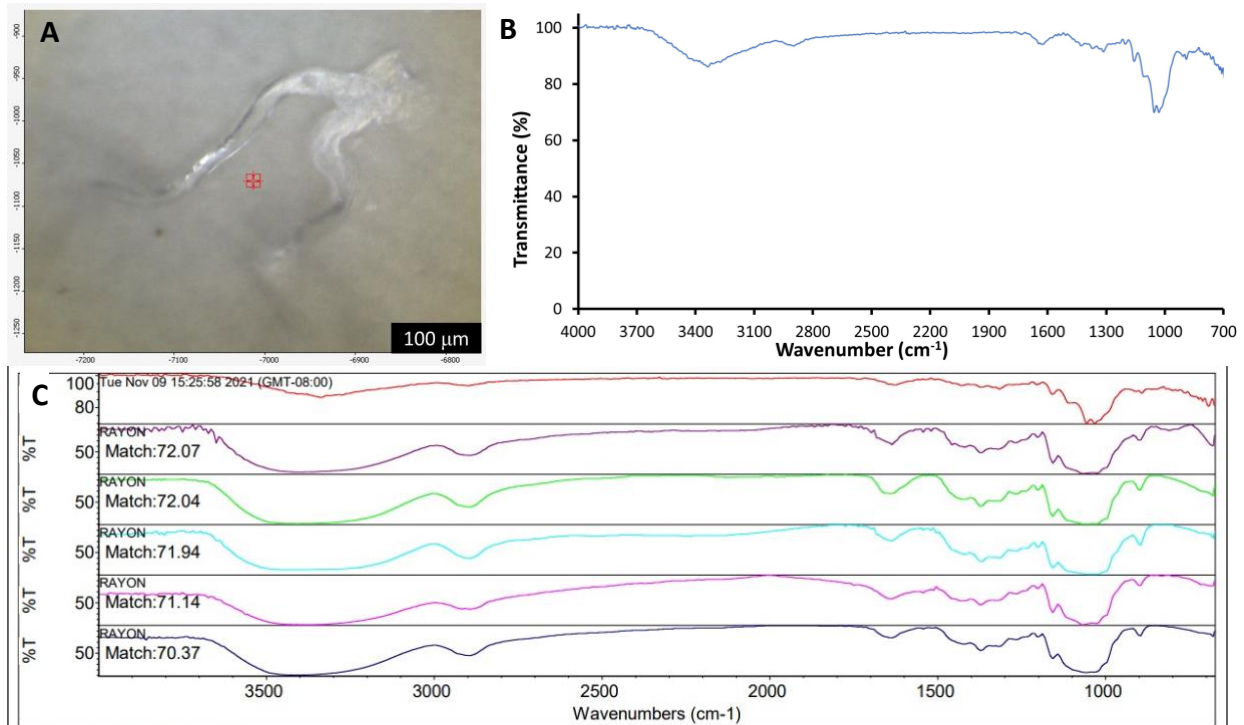 A
-900
-950
-1000
-1050
-1100
-1150
-1200
-1250
-7200 -7100 -7000 -6900 -6800
100 µm
B
Transmittance (%)
100
80
60
40
20
0
4000 3700 3400 3100 2800 2500 2200 1900 1600 1300 1000 700
Wavenumber (cm-1)
C
Tue Nov 09 15:25:58 2021 (GMT-08:00)
100
80
RAYON
Match:72.07
%T
50
RAYON
Match:72.04
%T
50
RAYON
Match:71.94
%T
50
RAYON
Match:71.14
%T
50
RAYON
Match:70.37
%T
50
3500 3000 2500 2000 1500 1000
Wavenumbers (cm-1)